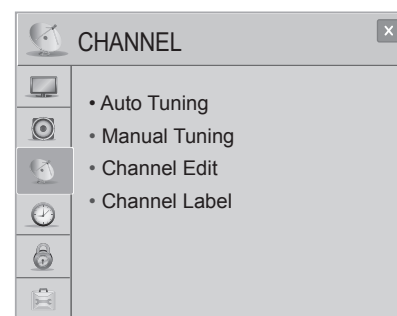 CHANNEL
X
• Auto Tuning
• Manual Tuning
• Channel Edit
• Channel Label